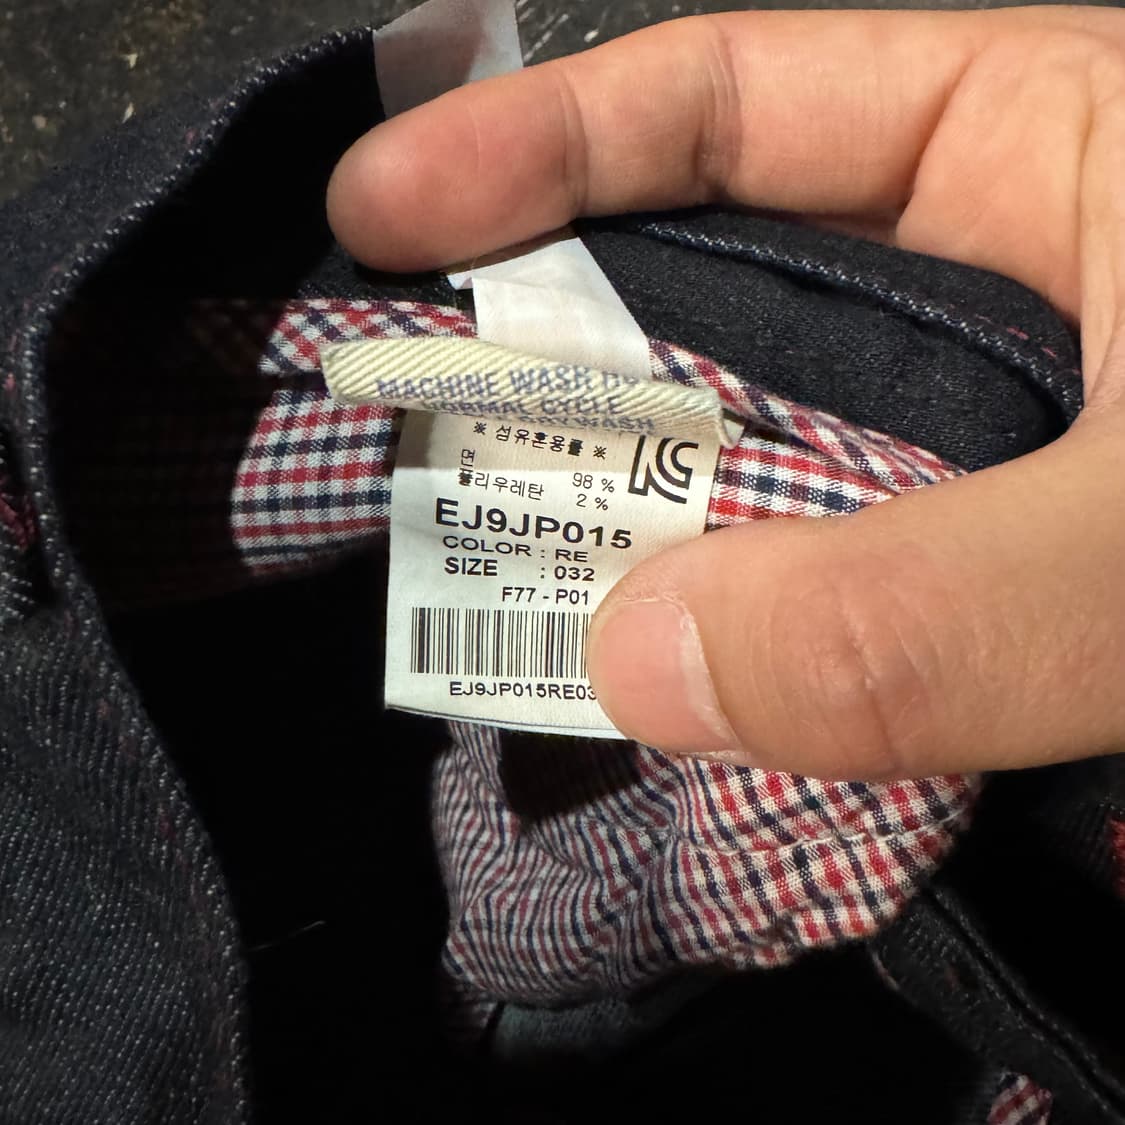 MACHINE WASH
NORMAL CYCLE
※ 섬유혼용률 ※
면 98 %
폴리우레탄 2 %
EJ9JP015
COLOR : RE
SIZE : 032
F77 - P01